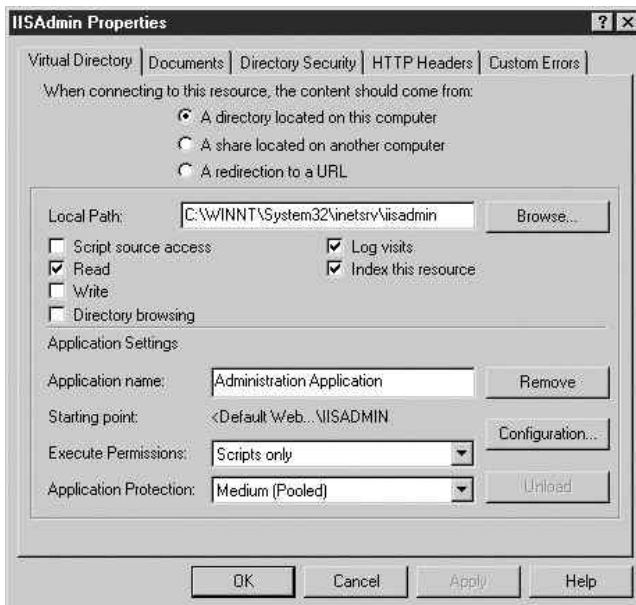 IISAdmin Properties ? ×
Virtual Directory Documents Directory Security HTTP Headers Custom Errors
When connecting to this resource, the content should come from:
A directory located on this computer
A share located on another computer
A redirection to a URL
Local Path: C:\WINNT\System32\inetsrv\iisadmin Browse...
Script source access Log visits
Read Index this resource
Write
Directory browsing
Application Settings
Application name: Administration Application Remove
Starting point: <Default Web...\IISADMIN
Configuration...
Execute Permissions: Scripts only
Application Protection: Medium (Pooled) Unload
OK Cancel Apply Help